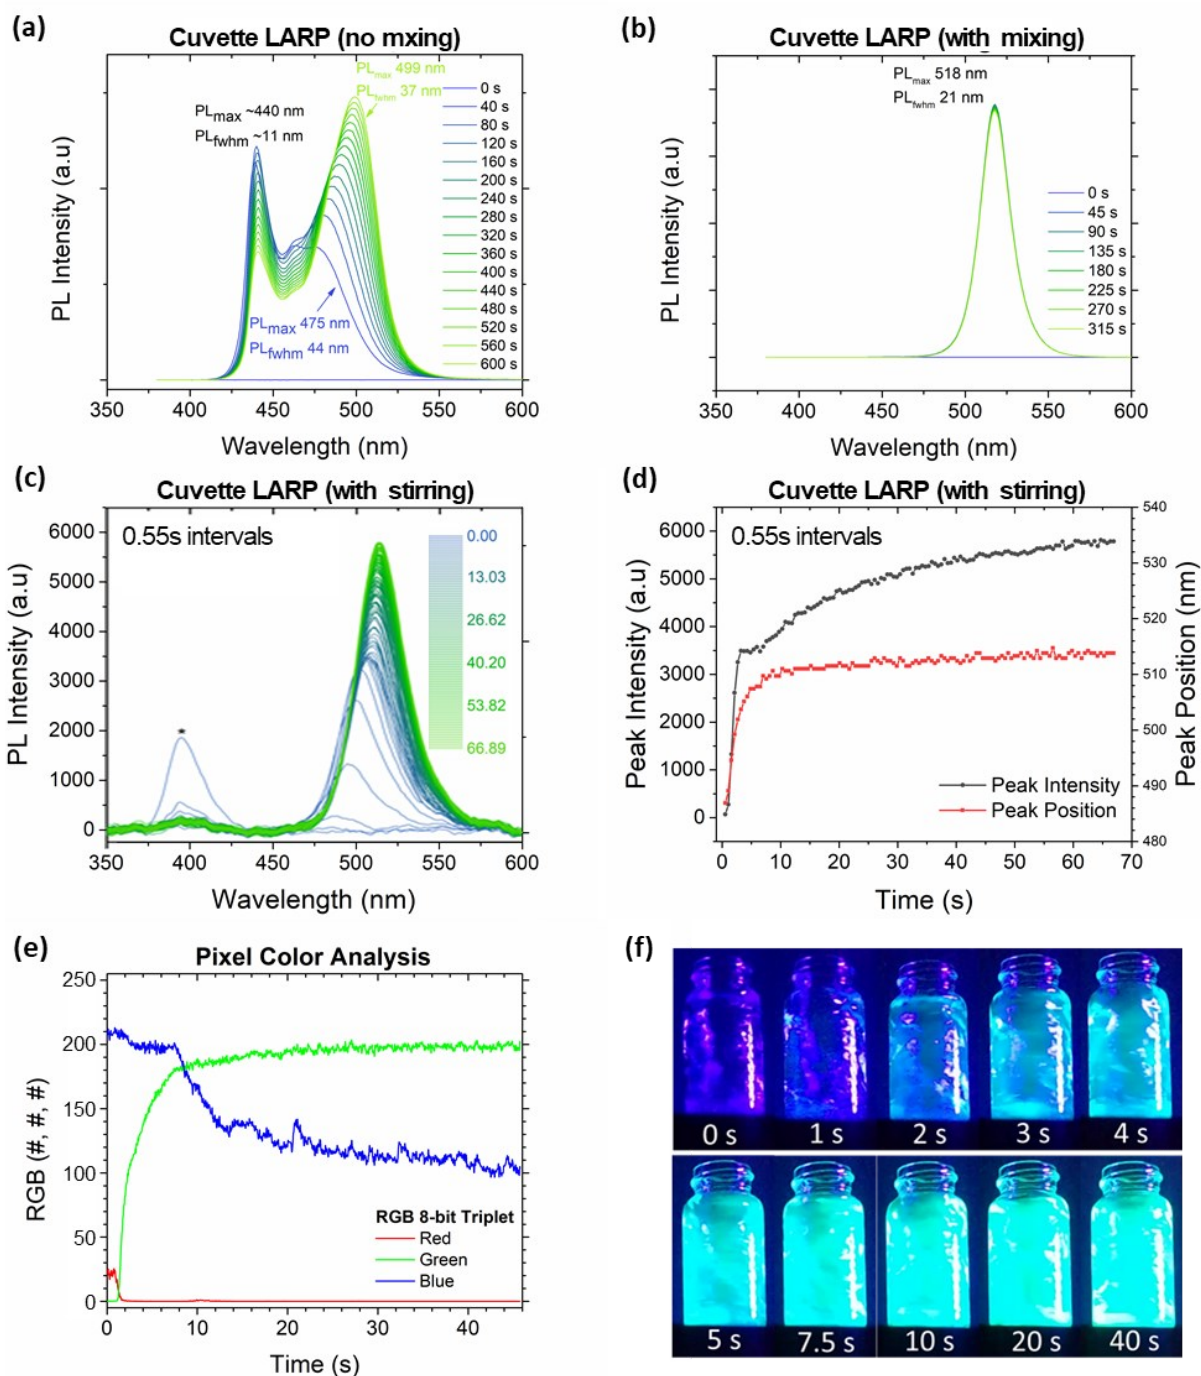 (a)
Cuvette LARP (no mxing)
PLmax 499 nm
PLfwhm 37 nm
PLmax ~440 nm
PLfwhm ~11 nm
PLmax 475 nm
PLfwhm 44 nm
0 s
40 s
80 s
120 s
160 s
200 s
240 s
280 s
320 s
360 s
400 s
440 s
480 s
520 s
560 s
600 s
PL Intensity (a.u)
350 400 450 500 550 600
Wavelength (nm)
(b)
Cuvette LARP (with mixing)
PLmax 518 nm
PLfwhm 21 nm
0 s
45 s
90 s
135 s
180 s
225 s
270 s
315 s
PL Intensity (a.u)
350 400 450 500 550 600
Wavelength (nm)
(c)
Cuvette LARP (with stirring)
0.55s intervals
6000
5000
4000
3000
2000
1000
0
PL Intensity (a.u)
*
0.00
13.03
26.62
40.20
53.82
66.89
350 400 450 500 550 600
Wavelength (nm)
(d)
Cuvette LARP (with stirring)
0.55s intervals
6000
5000
4000
3000
2000
1000
0
Peak Intensity (a.u)
540
530
520
510
500
490
480
Peak Position (nm)
Peak Intensity
Peak Position
0 10 20 30 40 50 60 70
Time (s)
(e)
Pixel Color Analysis
250
200
150
100
50
0
RGB (#, #, #)
RGB 8-bit Triplet
Red
Green
Blue
0 10 20 30 40
Time (s)
(f)
0 s 1 s 2 s 3 s 4 s
5 s 7.5 s 10 s 20 s 40 s